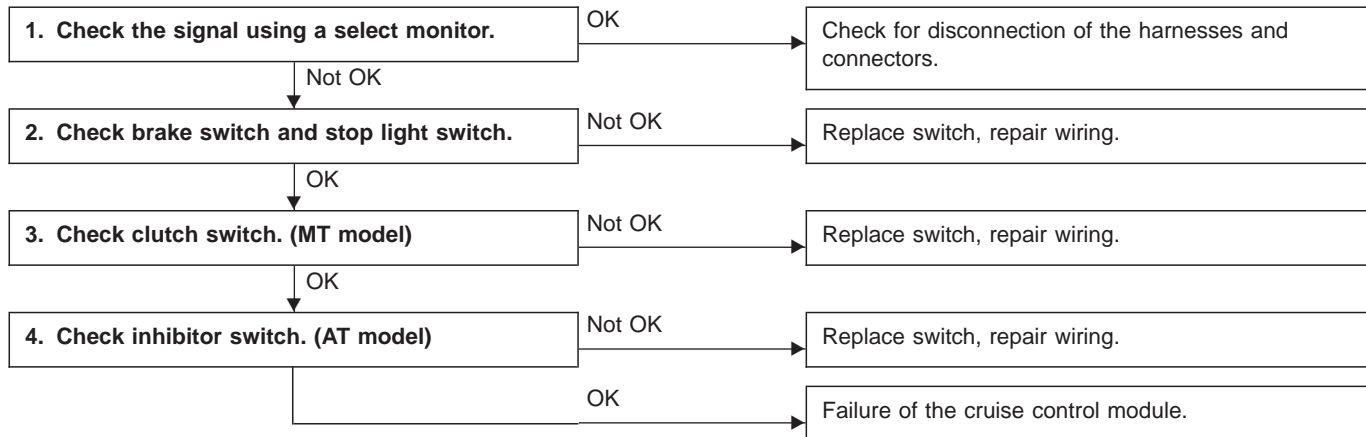 1. Check the signal using a select monitor.
OK
Check for disconnection of the harnesses and
connectors.
Not OK
2. Check brake switch and stop light switch.
Not OK
Replace switch, repair wiring.
OK
3. Check clutch switch. (MT model)
Not OK
Replace switch, repair wiring.
OK
4. Check inhibitor switch. (AT model)
Not OK
Replace switch, repair wiring.
OK
Failure of the cruise control module.